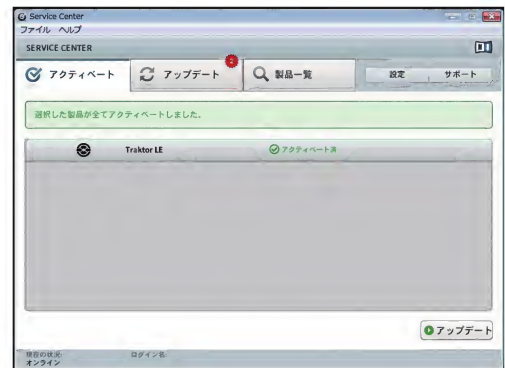 Service Center
ファイル ヘルプ
SERVICE CENTER
アクティベート
アップデート
2
製品一覧
設定
サポート
選択した製品が全てアクティベートしました。
Traktor LE
アクティベート済
アップデート
現在の状況:
ログイン名:
オンライン